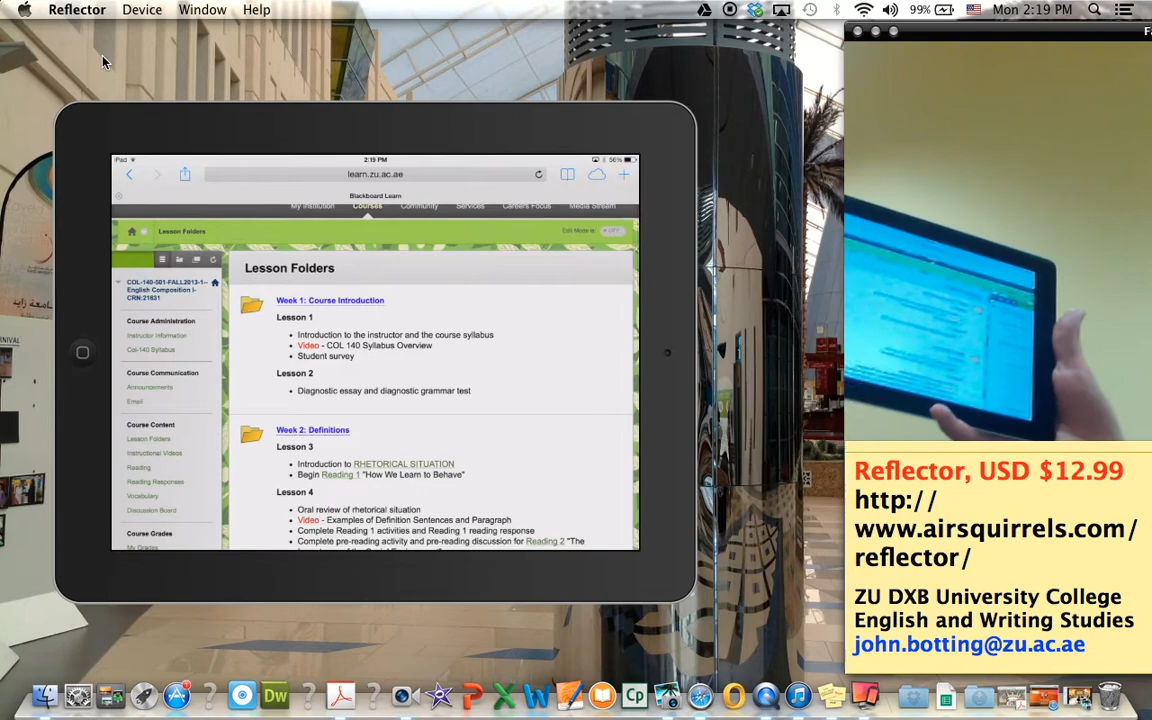 Reflector Device Window Help
99% Mon 2:19 PM
iPad 2:19 PM 56%
learn.zu.ac.ae
Blackboard Learn
My Institution Courses Community Services Careers Focus Media Stream
Lesson Folders Edit Mode is: OFF
COL-140-501-FALL2013-1--
English Composition I-
CRN:21831
Course Administration
Instructor Information
Col-140 Syllabus
Course Communication
Announcements
Email
Course Content
Lesson Folders
Instructional Videos
Reading
Reading Responses
Vocabulary
Discussion Board
Course Grades
My Grades
Lesson Folders
Week 1: Course Introduction
Lesson 1
• Introduction to the instructor and the course syllabus
• Video - COL 140 Syllabus Overview
• Student survey
Lesson 2
• Diagnostic essay and diagnostic grammar test
Week 2: Definitions
Lesson 3
• Introduction to RHETORICAL SITUATION
• Begin Reading 1 "How We Learn to Behave"
Lesson 4
• Oral review of rhetorical situation
• Video - Examples of Definition Sentences and Paragraph
• Complete Reading 1 activities and Reading 1 reading response
• Complete pre-reading activity and pre-reading discussion for Reading 2 "The
Reflector, USD $12.99
http://
www.airsquirrels.com/
reflector/
ZU DXB University College
English and Writing Studies
john.botting@zu.ac.ae
Dw
Cp